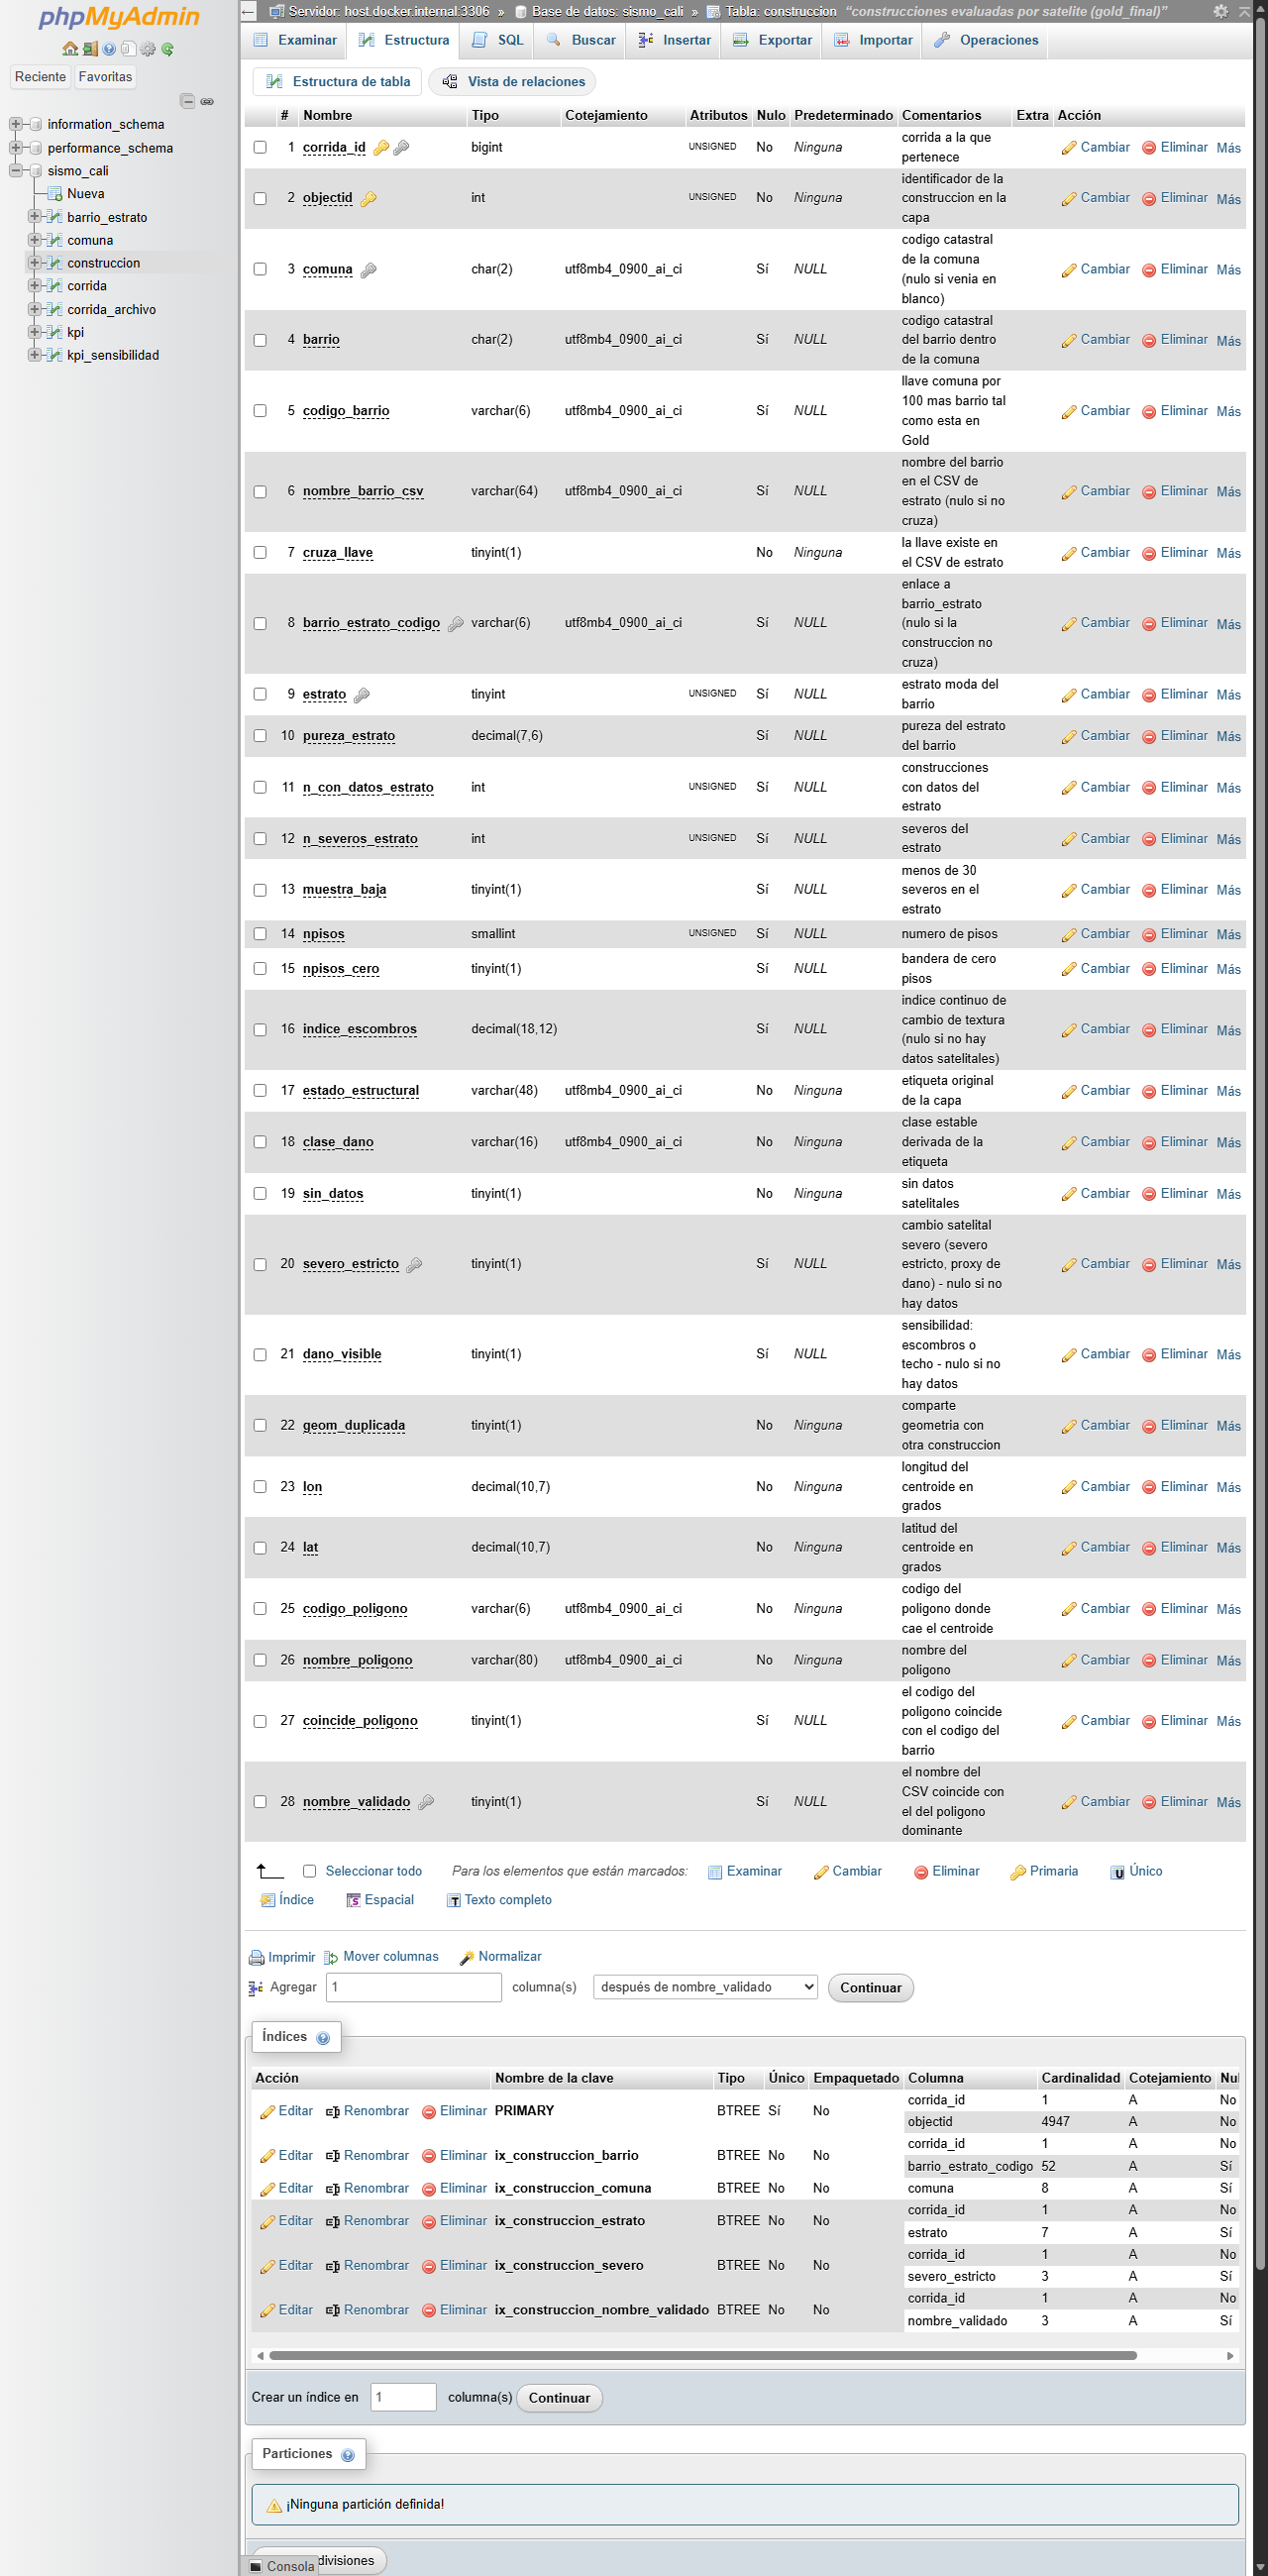 phpMyAdmin
Reciente Favoritas
information_schema
performance_schema
sismo_cali
Nueva
barrio_estrato
comuna
construccion
corrida
corrida_archivo
kpi
kpi_sensibilidad
Servidor: host.docker.internal:3306 » Base de datos: sismo_cali » Tabla: construccion "construcciones evaluadas por satelite (gold_final)"
Examinar Estructura SQL Buscar Insertar Exportar Importar Operaciones
Estructura de tabla Vista de relaciones
# Nombre Tipo Cotejamiento Atributos Nulo Predeterminado Comentarios Extra Acción
1 corrida_id bigint UNSIGNED No Ninguna corrida a la que pertenece Cambiar Eliminar Más
2 objectid int UNSIGNED No Ninguna identificador de la construccion en la capa Cambiar Eliminar Más
3 comuna char(2) utf8mb4_0900_ai_ci Sí NULL codigo catastral de la comuna (nulo si venia en blanco) Cambiar Eliminar Más
4 barrio char(2) utf8mb4_0900_ai_ci Sí NULL codigo catastral del barrio dentro de la comuna Cambiar Eliminar Más
5 codigo_barrio varchar(6) utf8mb4_0900_ai_ci Sí NULL llave comuna por 100 mas barrio tal como esta en Gold Cambiar Eliminar Más
6 nombre_barrio_csv varchar(64) utf8mb4_0900_ai_ci Sí NULL nombre del barrio en el CSV de estrato (nulo si no cruza) Cambiar Eliminar Más
7 cruza_llave tinyint(1) No Ninguna la llave existe en el CSV de estrato Cambiar Eliminar Más
8 barrio_estrato_codigo varchar(6) utf8mb4_0900_ai_ci Sí NULL enlace a barrio_estrato (nulo si la construccion no cruza) Cambiar Eliminar Más
9 estrato tinyint UNSIGNED Sí NULL estrato moda del barrio Cambiar Eliminar Más
10 pureza_estrato decimal(7,6) Sí NULL pureza del estrato del barrio Cambiar Eliminar Más
11 n_con_datos_estrato int UNSIGNED Sí NULL construcciones con datos del estrato Cambiar Eliminar Más
12 n_severos_estrato int UNSIGNED Sí NULL severos del estrato Cambiar Eliminar Más
13 muestra_baja tinyint(1) Sí NULL menos de 30 severos en el estrato Cambiar Eliminar Más
14 npisos smallint UNSIGNED Sí NULL numero de pisos Cambiar Eliminar Más
15 npisos_cero tinyint(1) Sí NULL bandera de cero pisos Cambiar Eliminar Más
16 indice_escombros decimal(18,12) Sí NULL indice continuo de cambio de textura (nulo si no hay datos satelitales) Cambiar Eliminar Más
17 estado_estructural varchar(48) utf8mb4_0900_ai_ci No Ninguna etiqueta original de la capa Cambiar Eliminar Más
18 clase_dano varchar(16) utf8mb4_0900_ai_ci No Ninguna clase estable derivada de la etiqueta Cambiar Eliminar Más
19 sin_datos tinyint(1) No Ninguna sin datos satelitales Cambiar Eliminar Más
20 severo_estricto tinyint(1) Sí NULL cambio satelital severo (severo estricto, proxy de dano) - nulo si no hay datos Cambiar Eliminar Más
21 dano_visible tinyint(1) Sí NULL sensibilidad: escombros o techo - nulo si no hay datos Cambiar Eliminar Más
22 geom_duplicada tinyint(1) No Ninguna comparte geometria con otra construccion Cambiar Eliminar Más
23 lon decimal(10,7) No Ninguna longitud del centroide en grados Cambiar Eliminar Más
24 lat decimal(10,7) No Ninguna latitud del centroide en grados Cambiar Eliminar Más
25 codigo_poligono varchar(6) utf8mb4_0900_ai_ci No Ninguna codigo del poligono donde cae el centroide Cambiar Eliminar Más
26 nombre_poligono varchar(80) utf8mb4_0900_ai_ci No Ninguna nombre del poligono Cambiar Eliminar Más
27 coincide_poligono tinyint(1) Sí NULL el codigo del poligono coincide con el codigo del barrio Cambiar Eliminar Más
28 nombre_validado tinyint(1) Sí NULL el nombre del CSV coincide con el del poligono dominante Cambiar Eliminar Más
Seleccionar todo Para los elementos que están marcados: Examinar Cambiar Eliminar Primaria Único
Índice Espacial Texto completo
Imprimir Mover columnas Normalizar
Agregar 1 columna(s) después de nombre_validado Continuar
Índices
Acción Nombre de la clave Tipo Único Empaquetado Columna Cardinalidad Cotejamiento Nul
Editar Renombrar Eliminar PRIMARY BTREE Sí No corrida_id 1 A No
objectid 4947 A No
Editar Renombrar Eliminar ix_construccion_barrio BTREE No No corrida_id 1 A No
barrio_estrato_codigo 52 A Sí
Editar Renombrar Eliminar ix_construccion_comuna BTREE No No comuna 8 A Sí
Editar Renombrar Eliminar ix_construccion_estrato BTREE No No corrida_id 1 A No
estrato 7 A Sí
Editar Renombrar Eliminar ix_construccion_severo BTREE No No corrida_id 1 A No
severo_estricto 3 A Sí
Editar Renombrar Eliminar ix_construccion_nombre_validado BTREE No No corrida_id 1 A No
nombre_validado 3 A Sí
Crear un índice en 1 columna(s) Continuar
Particiones
¡Ninguna partición definida!
Consola divisiones